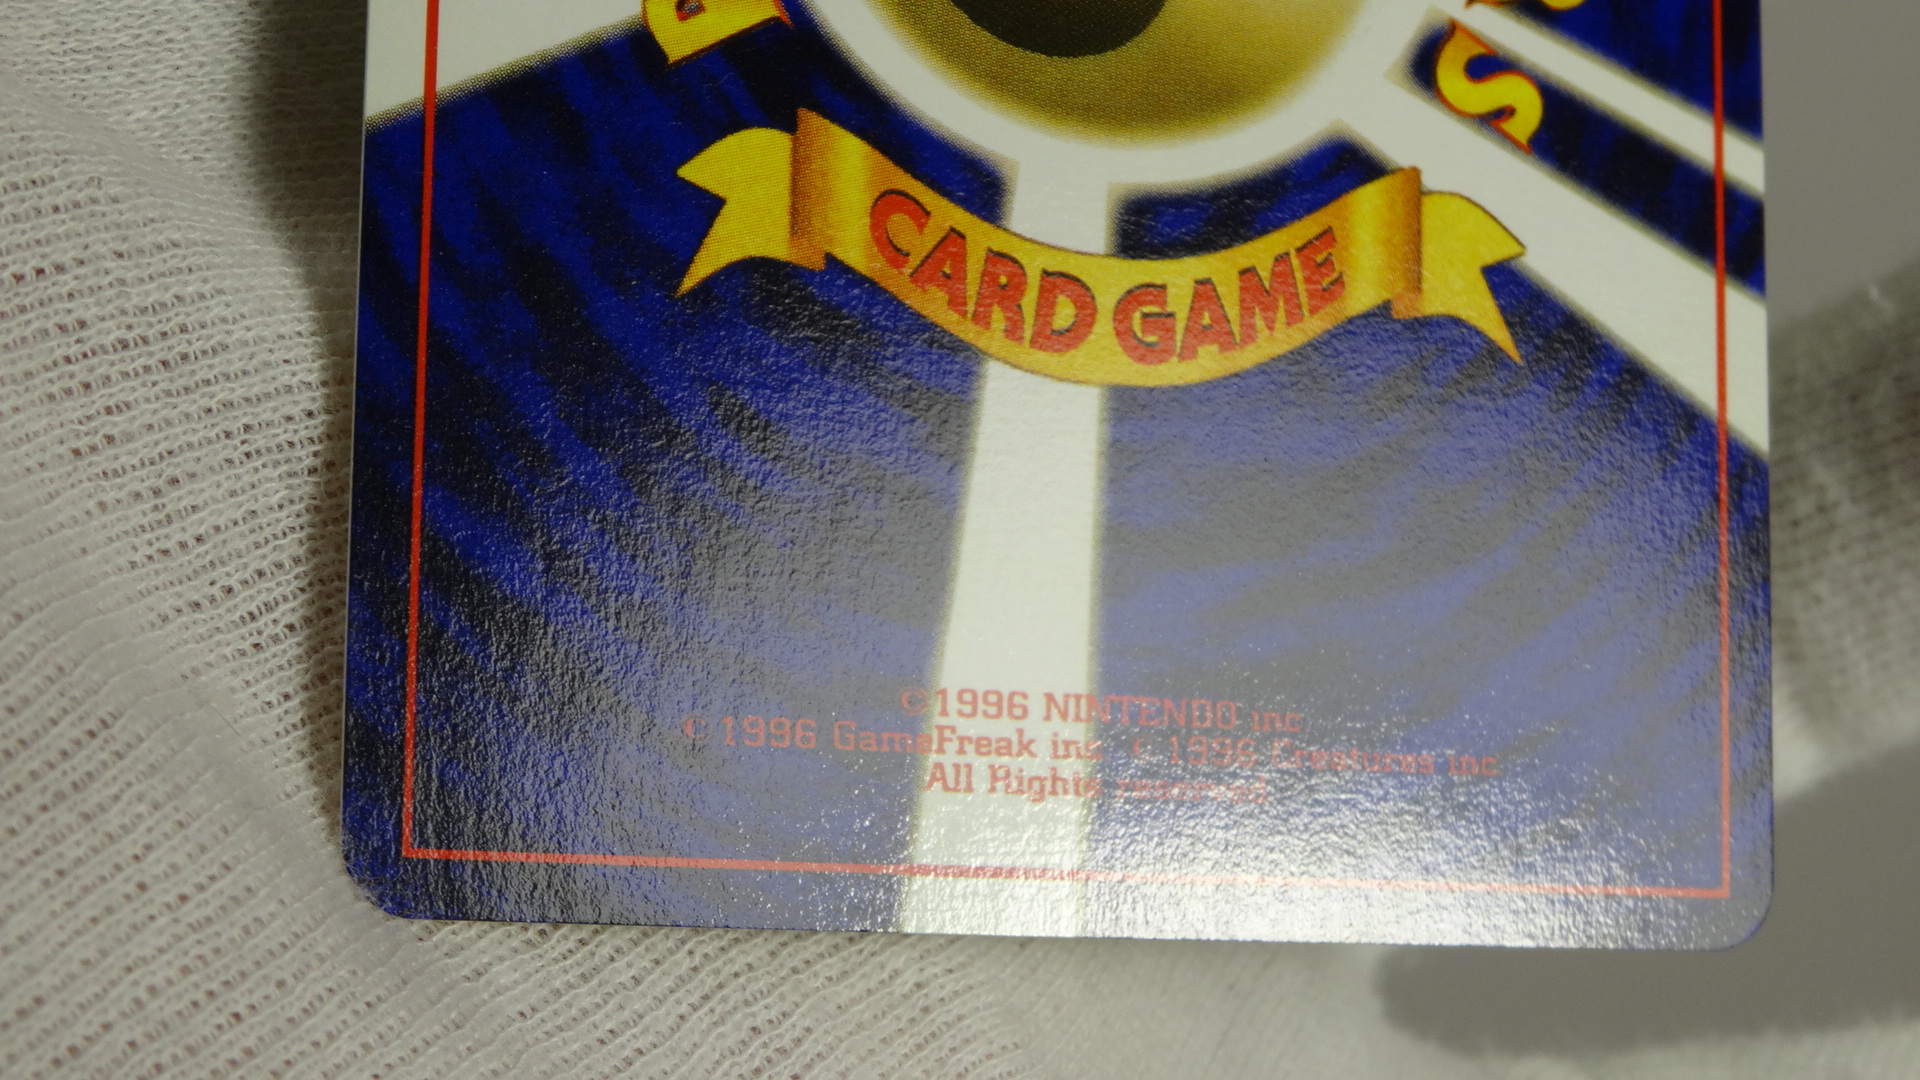 CARD GAME
©1996 NINTENDO inc
©1996 GameFreak inc. ©1996 Creatures inc
All Rights reserved